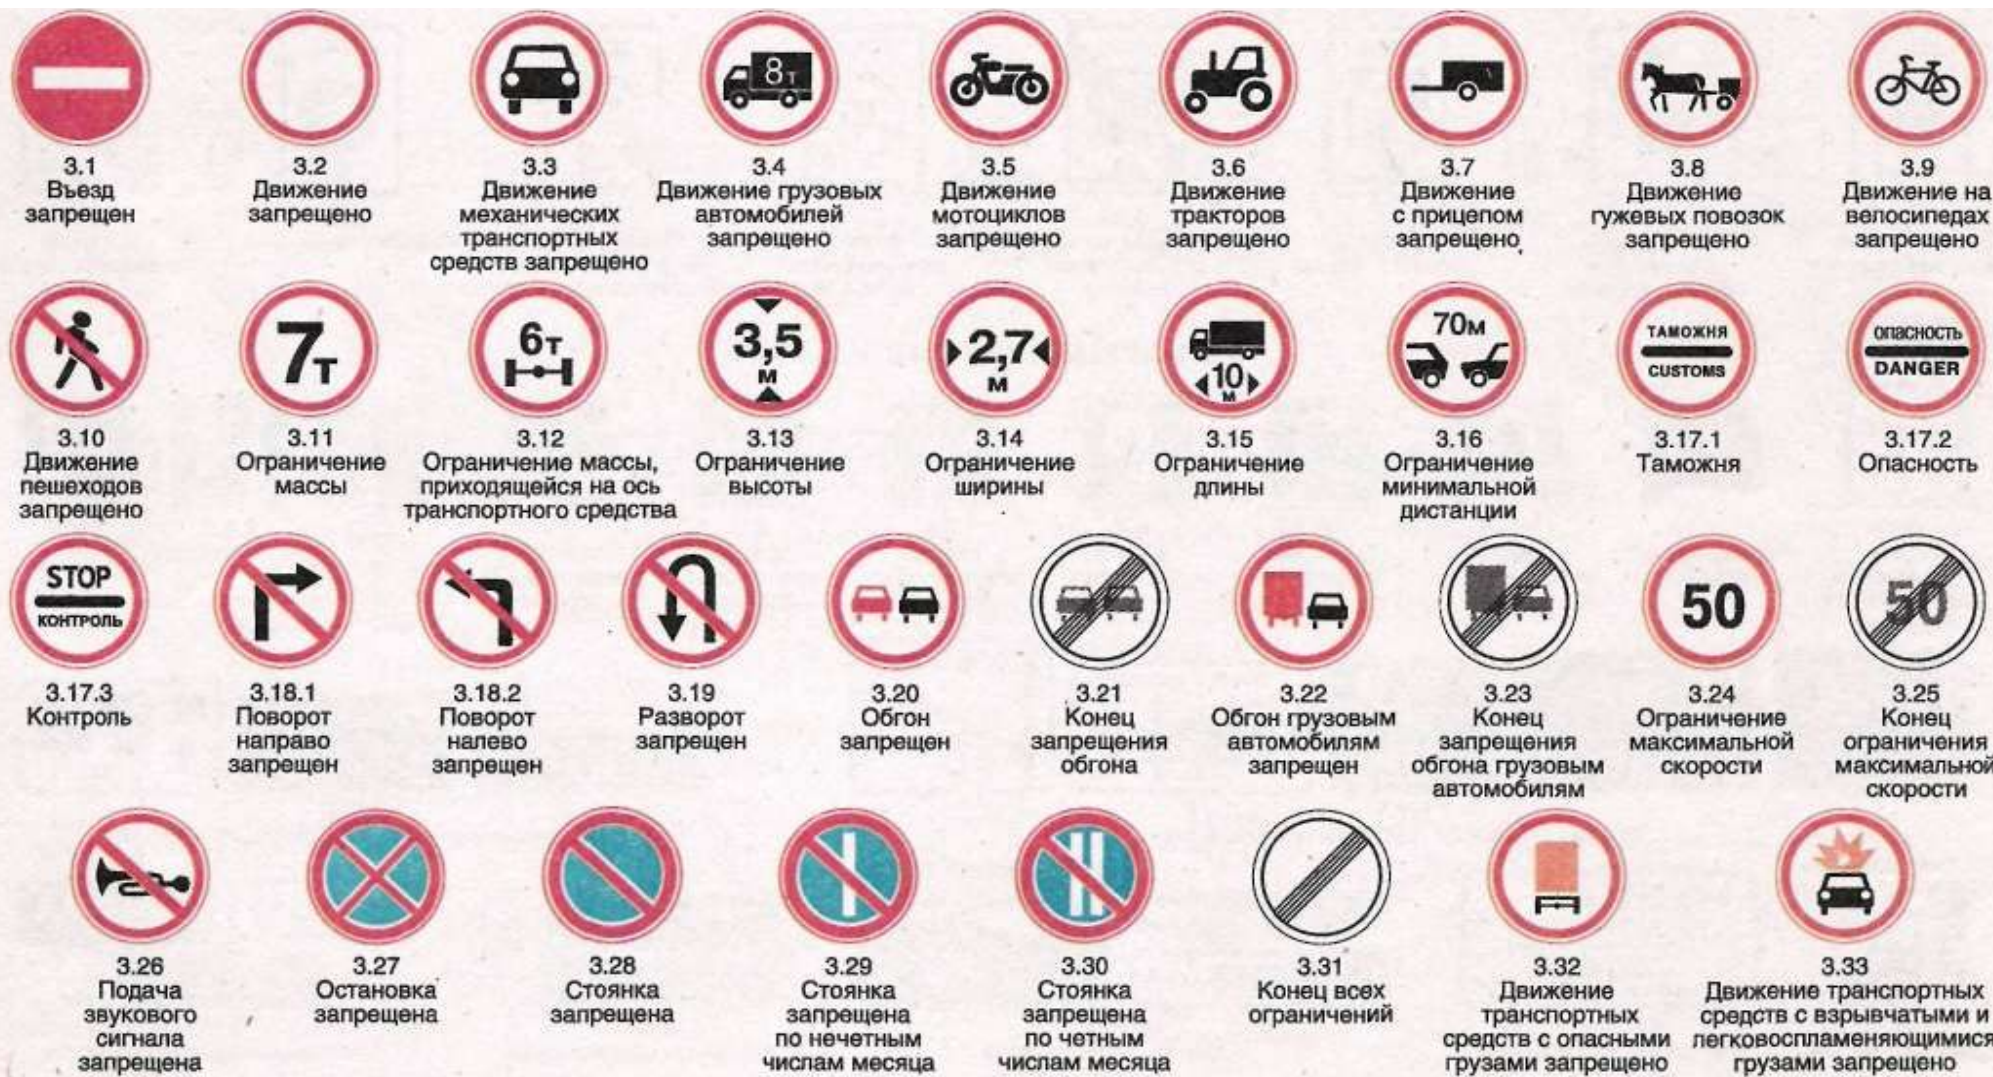 8т
3.1
Въезд
запрещен
3.2
Движение
запрещено
3.3
Движение
механических
транспортных
средств запрещено
3.4
Движение грузовых
автомобилей
запрещено
3.5
Движение
мотоциклов
запрещено
3.6
Движение
тракторов
запрещено
3.7
Движение
с прицепом
запрещено
3.8
Движение
гужевых повозок
запрещено
3.9
Движение на
велосипедах
запрещено
7т
6т
3,5
м
2,7
м
10
м
70м
ТАМОЖНЯ
CUSTOMS
ОПАСНОСТЬ
DANGER
3.10
Движение
пешеходов
запрещено
3.11
Ограничение
массы
3.12
Ограничение массы,
приходящейся на ось
транспортного средства
3.13
Ограничение
высоты
3.14
Ограничение
ширины
3.15
Ограничение
длины
3.16
Ограничение
минимальной
дистанции
3.17.1
Таможня
3.17.2
Опасность
STOP
КОНТРОЛЬ
50
50
3.17.3
Контроль
3.18.1
Поворот
направо
запрещен
3.18.2
Поворот
налево
запрещен
3.19
Разворот
запрещен
3.20
Обгон
запрещен
3.21
Конец
запрещения
обгона
3.22
Обгон грузовым
автомобилям
запрещен
3.23
Конец
запрещения
обгона грузовым
автомобилям
3.24
Ограничение
максимальной
скорости
3.25
Конец
ограничения
максимальной
скорости
3.26
Подача
звукового
сигнала
запрещена
3.27
Остановка
запрещена
3.28
Стоянка
запрещена
3.29
Стоянка
запрещена
по нечетным
числам месяца
3.30
Стоянка
запрещена
по четным
числам месяца
3.31
Конец всех
ограничений
3.32
Движение
транспортных
средств с опасными
грузами запрещено
3.33
Движение транспортных
средств с взрывчатыми и
легковоспламеняющимися
грузами запрещено